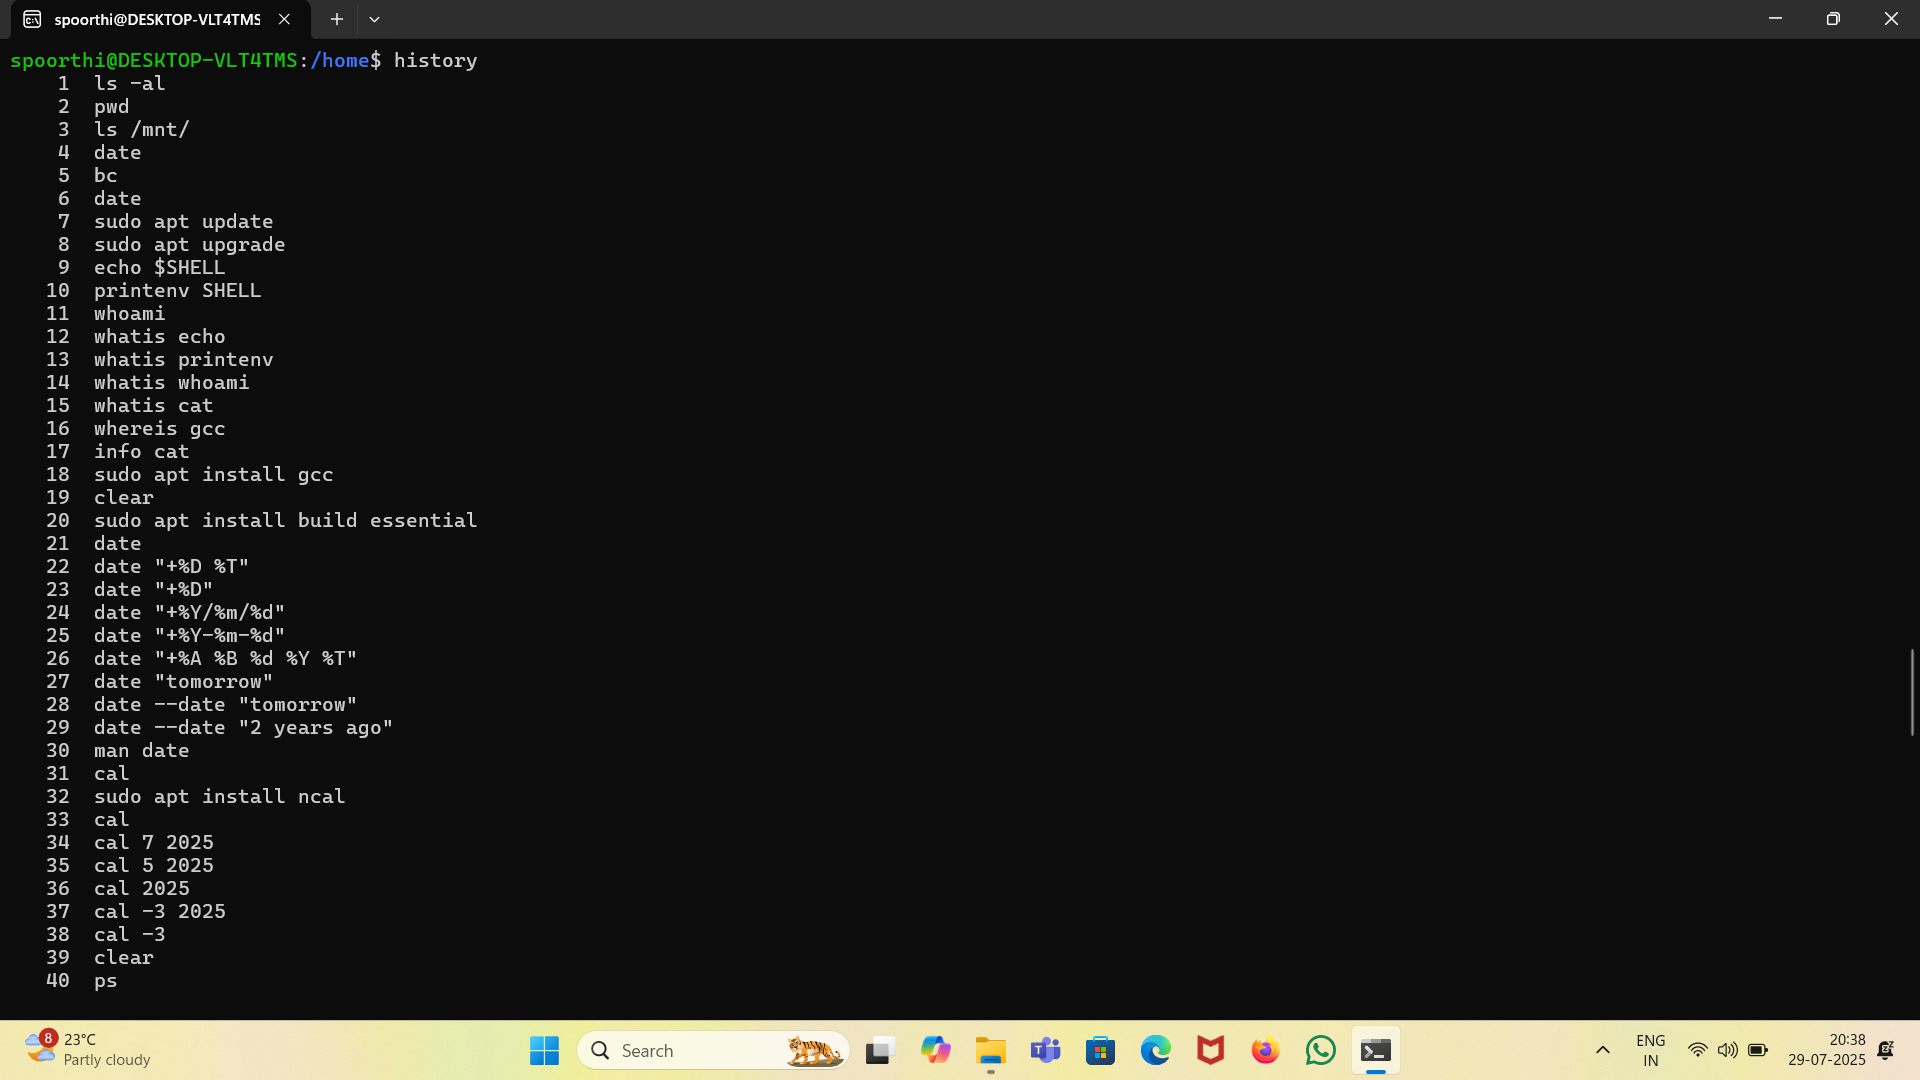 spoorthi@DESKTOP-VLT4TMS
spoorthi@DESKTOP-VLT4TMS:/home$ history
1 ls -al
2 pwd
3 ls /mnt/
4 date
5 bc
6 date
7 sudo apt update
8 sudo apt upgrade
9 echo $SHELL
10 printenv SHELL
11 whoami
12 whatis echo
13 whatis printenv
14 whatis whoami
15 whatis cat
16 whereis gcc
17 info cat
18 sudo apt install gcc
19 clear
20 sudo apt install build essential
21 date
22 date "+%D %T"
23 date "+%D"
24 date "+%Y/%m/%d"
25 date "+%Y-%m-%d"
26 date "+%A %B %d %Y %T"
27 date "tomorrow"
28 date --date "tomorrow"
29 date --date "2 years ago"
30 man date
31 cal
32 sudo apt install ncal
33 cal
34 cal 7 2025
35 cal 5 2025
36 cal 2025
37 cal -3 2025
38 cal -3
39 clear
40 ps
8
23°C
Partly cloudy
Search
ENG
IN
20:38
29-07-2025